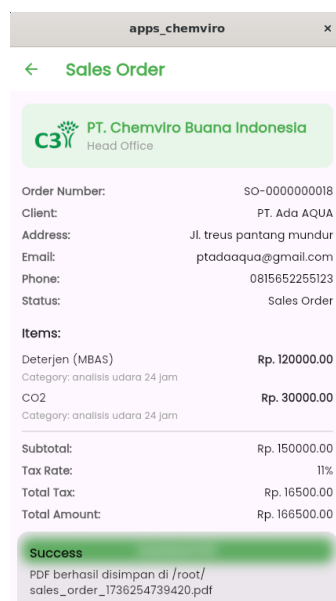 apps_chemviro ×
← Sales Order
C3 PT. Chemviro Buana Indonesia
Head Office
Order Number: SO-0000000018
Client: PT. Ada AQUA
Address: Jl. treus pantang mundur
Email: ptadaaqua@gmail.com
Phone: 0815652255123
Status: Sales Order
Items:
Deterjen (MBAS) Rp. 120000.00
Category: analisis udara 24 jam
CO2 Rp. 30000.00
Category: analisis udara 24 jam
Subtotal: Rp. 150000.00
Tax Rate: 11%
Total Tax: Rp. 16500.00
Total Amount: Rp. 166500.00
Success
PDF berhasil disimpan di /root/
sales_order_1736254739420.pdf